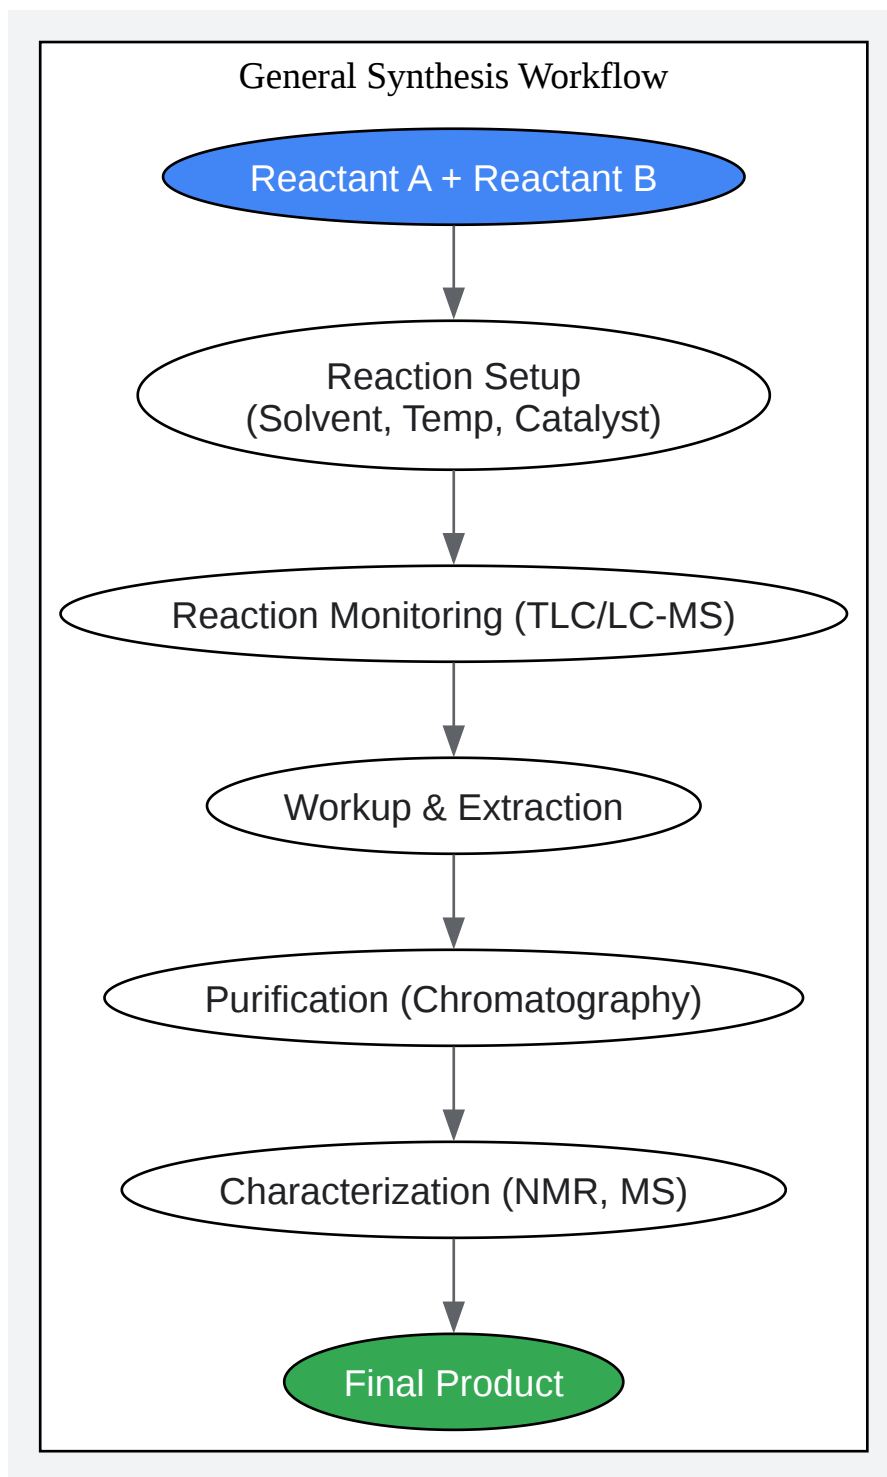 General Synthesis Workflow
Reactant A + Reactant B
Reaction Setup
(Solvent, Temp, Catalyst)
Reaction Monitoring (TLC/LC-MS)
Workup & Extraction
Purification (Chromatography)
Characterization (NMR, MS)
Final Product